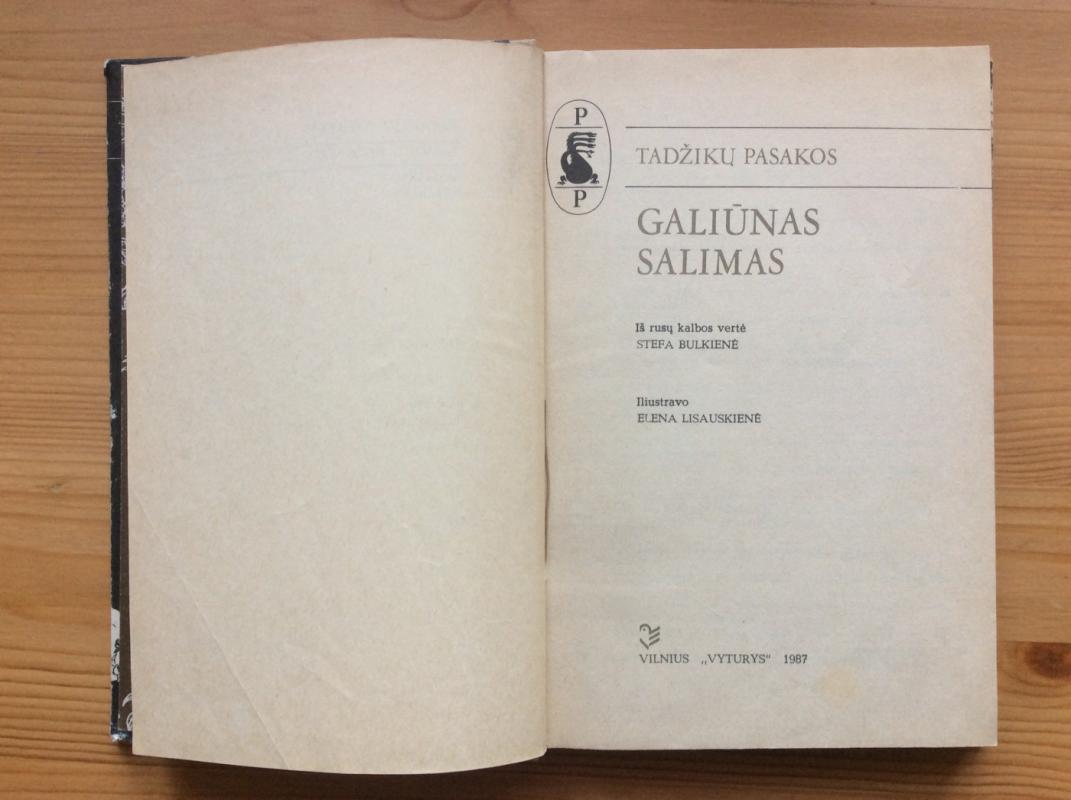 P
P
TADŽIKŲ PASAKOS
GALIŪNAS
SALIMAS
Iš rusų kalbos vertė
STEFA BULKIENĖ
Iliustravo
ELENA LISAUSKIENĖ
VILNIUS „VYTURYS“ 1987